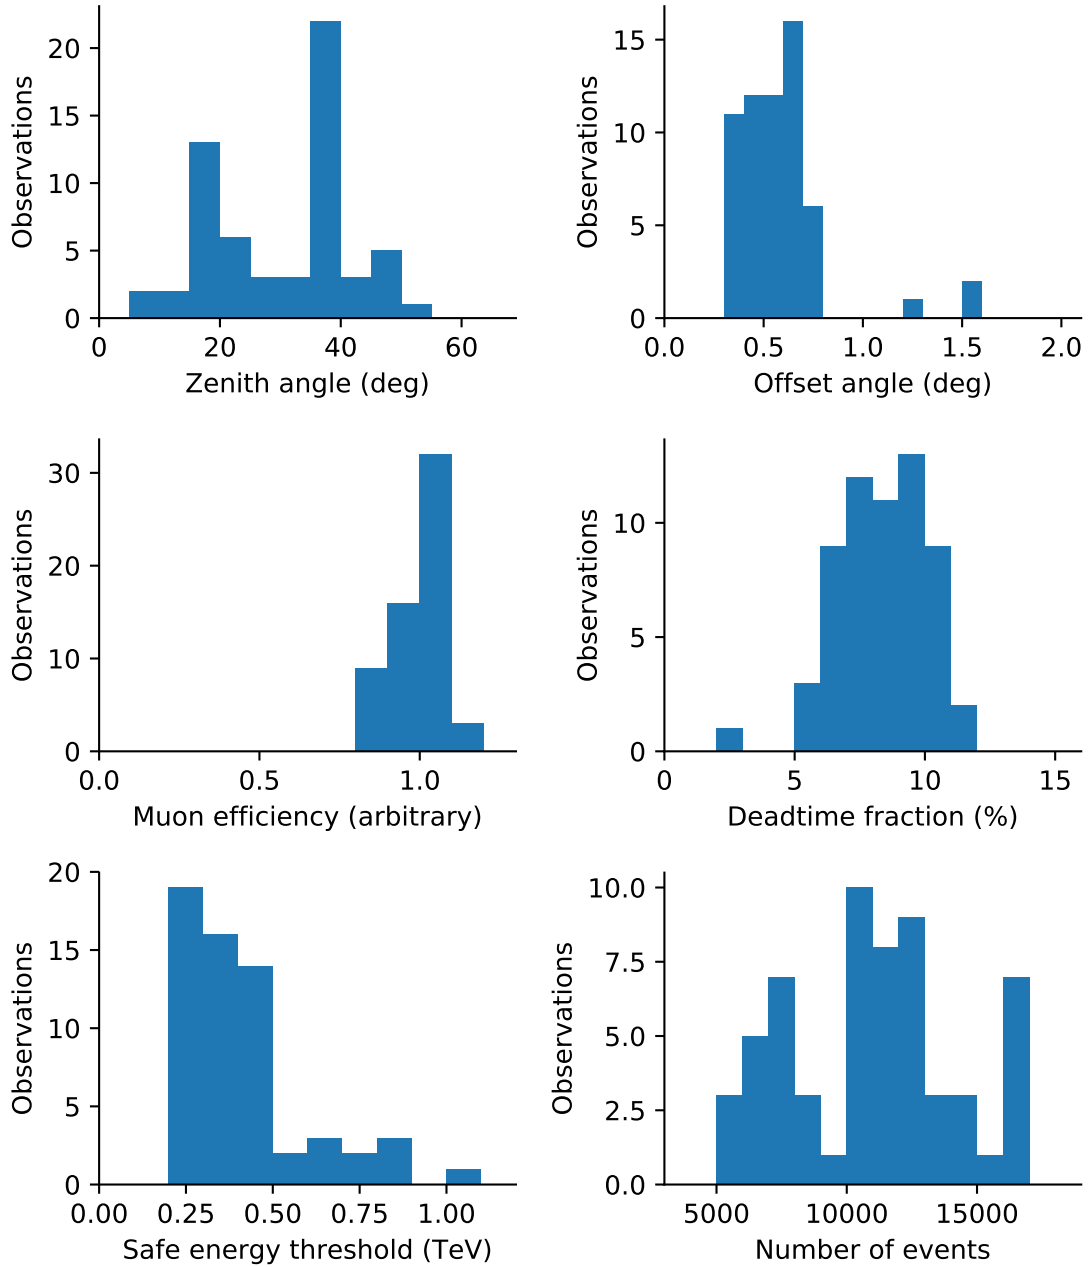 Observations
20
15
10
5
0
0 20 40 60
Zenith angle (deg)
Observations
15
10
5
0
0.0 0.5 1.0 1.5 2.0
Offset angle (deg)
Observations
30
20
10
0
0.0 0.5 1.0
Muon efficiency (arbitrary)
Observations
10
5
0
0 5 10 15
Deadtime fraction (%)
Observations
20
15
10
5
0
0.00 0.25 0.50 0.75 1.00
Safe energy threshold (TeV)
Observations
10.0
7.5
5.0
2.5
0.0
5000 10000 15000
Number of events